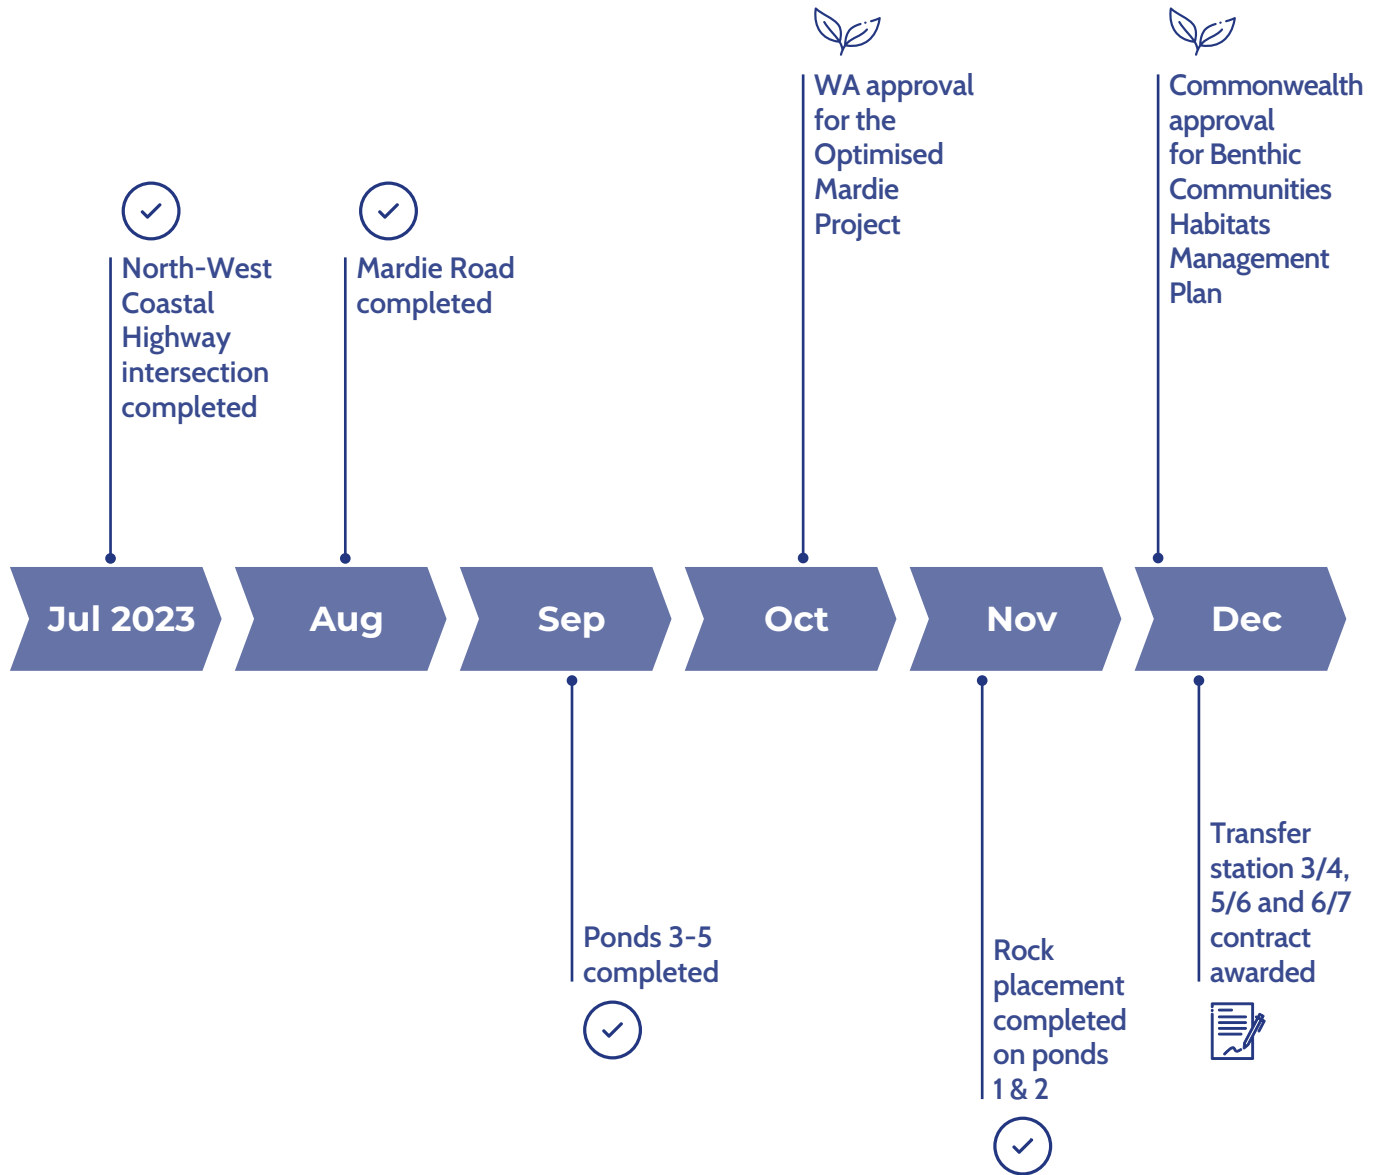 WA approval
for the
Optimised
Mardie
Project
Commonwealth
approval
for Benthic
Communities
Habitats
Management
Plan
North-West
Coastal
Highway
intersection
completed
Mardie Road
completed
Jul 2023
Aug
Sep
Oct
Nov
Dec
Ponds 3-5
completed
Rock
placement
completed
on ponds
1 & 2
Transfer
station 3/4,
5/6 and 6/7
contract
awarded